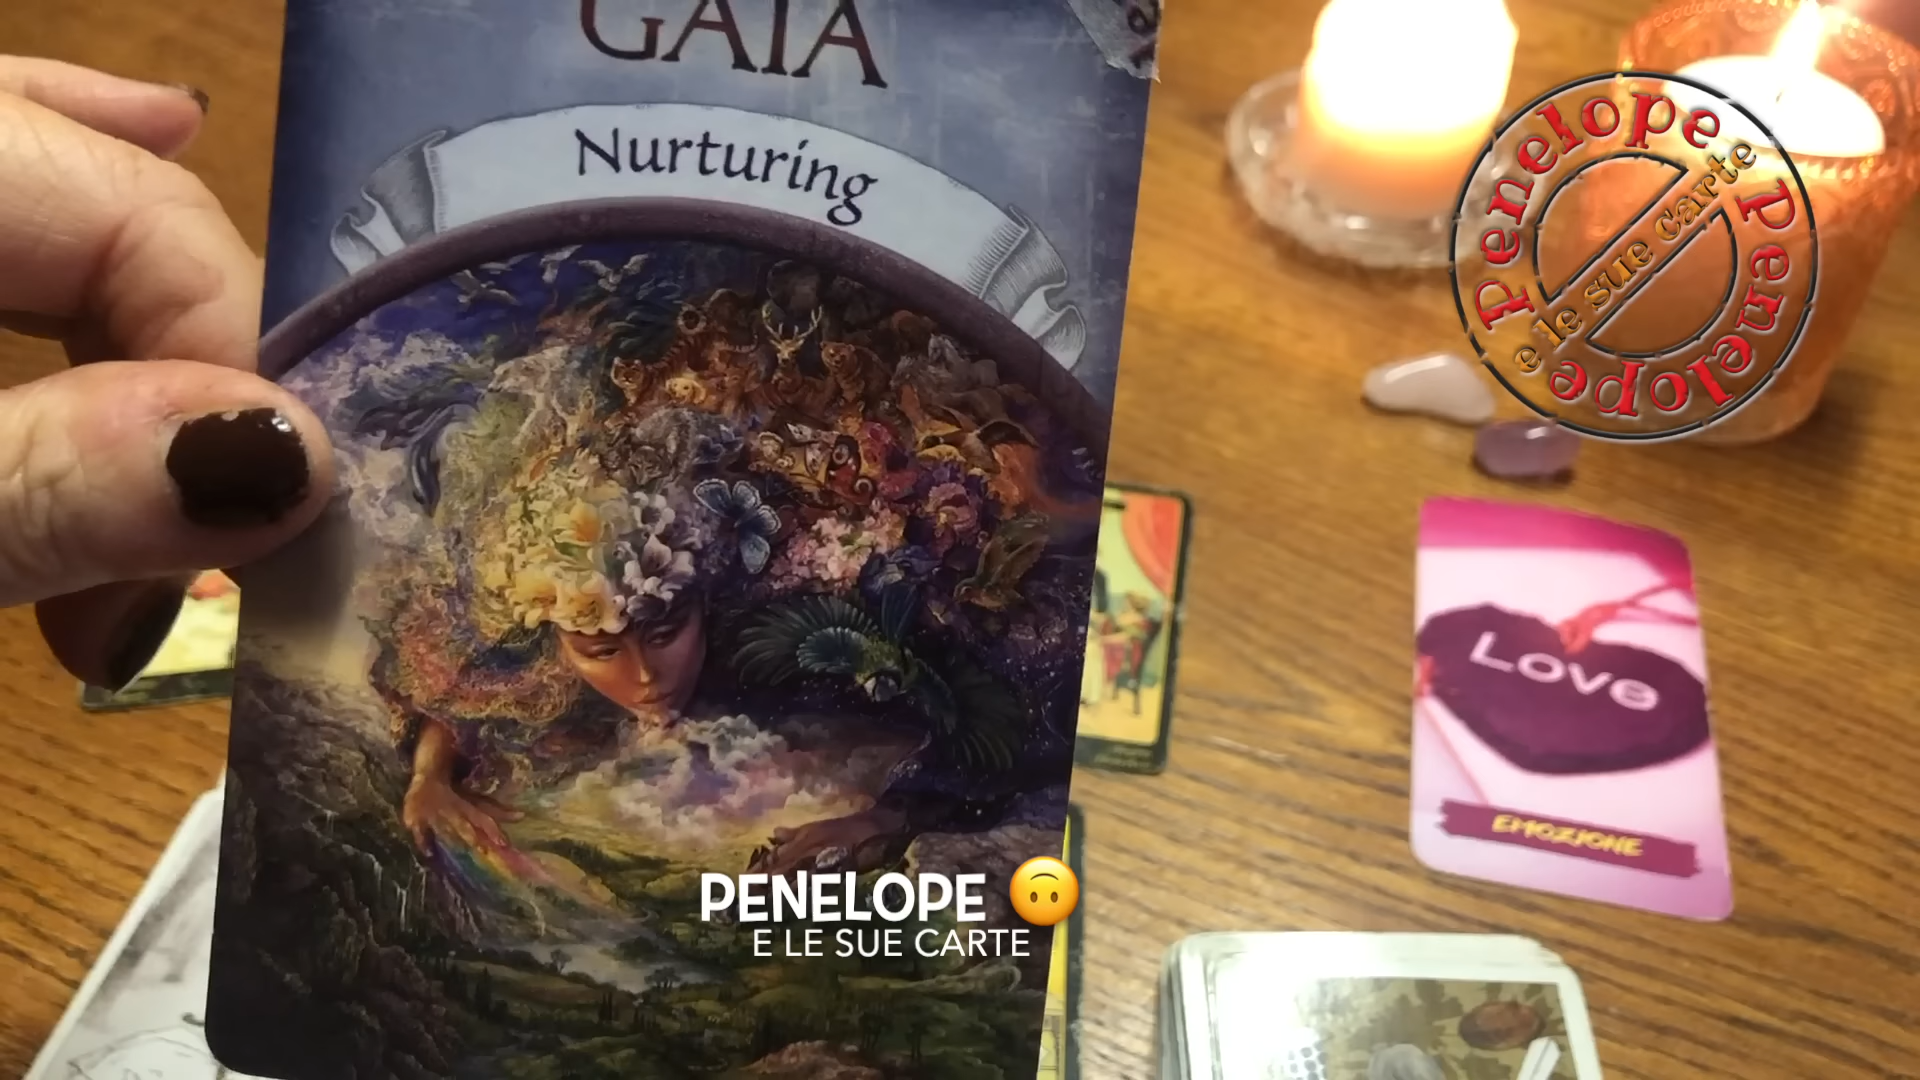 GAIA
Nurturing
Penelope
e le sue carte
Penelope
Love
EMOZIONE
PENELOPE 🙃
E LE SUE CARTE